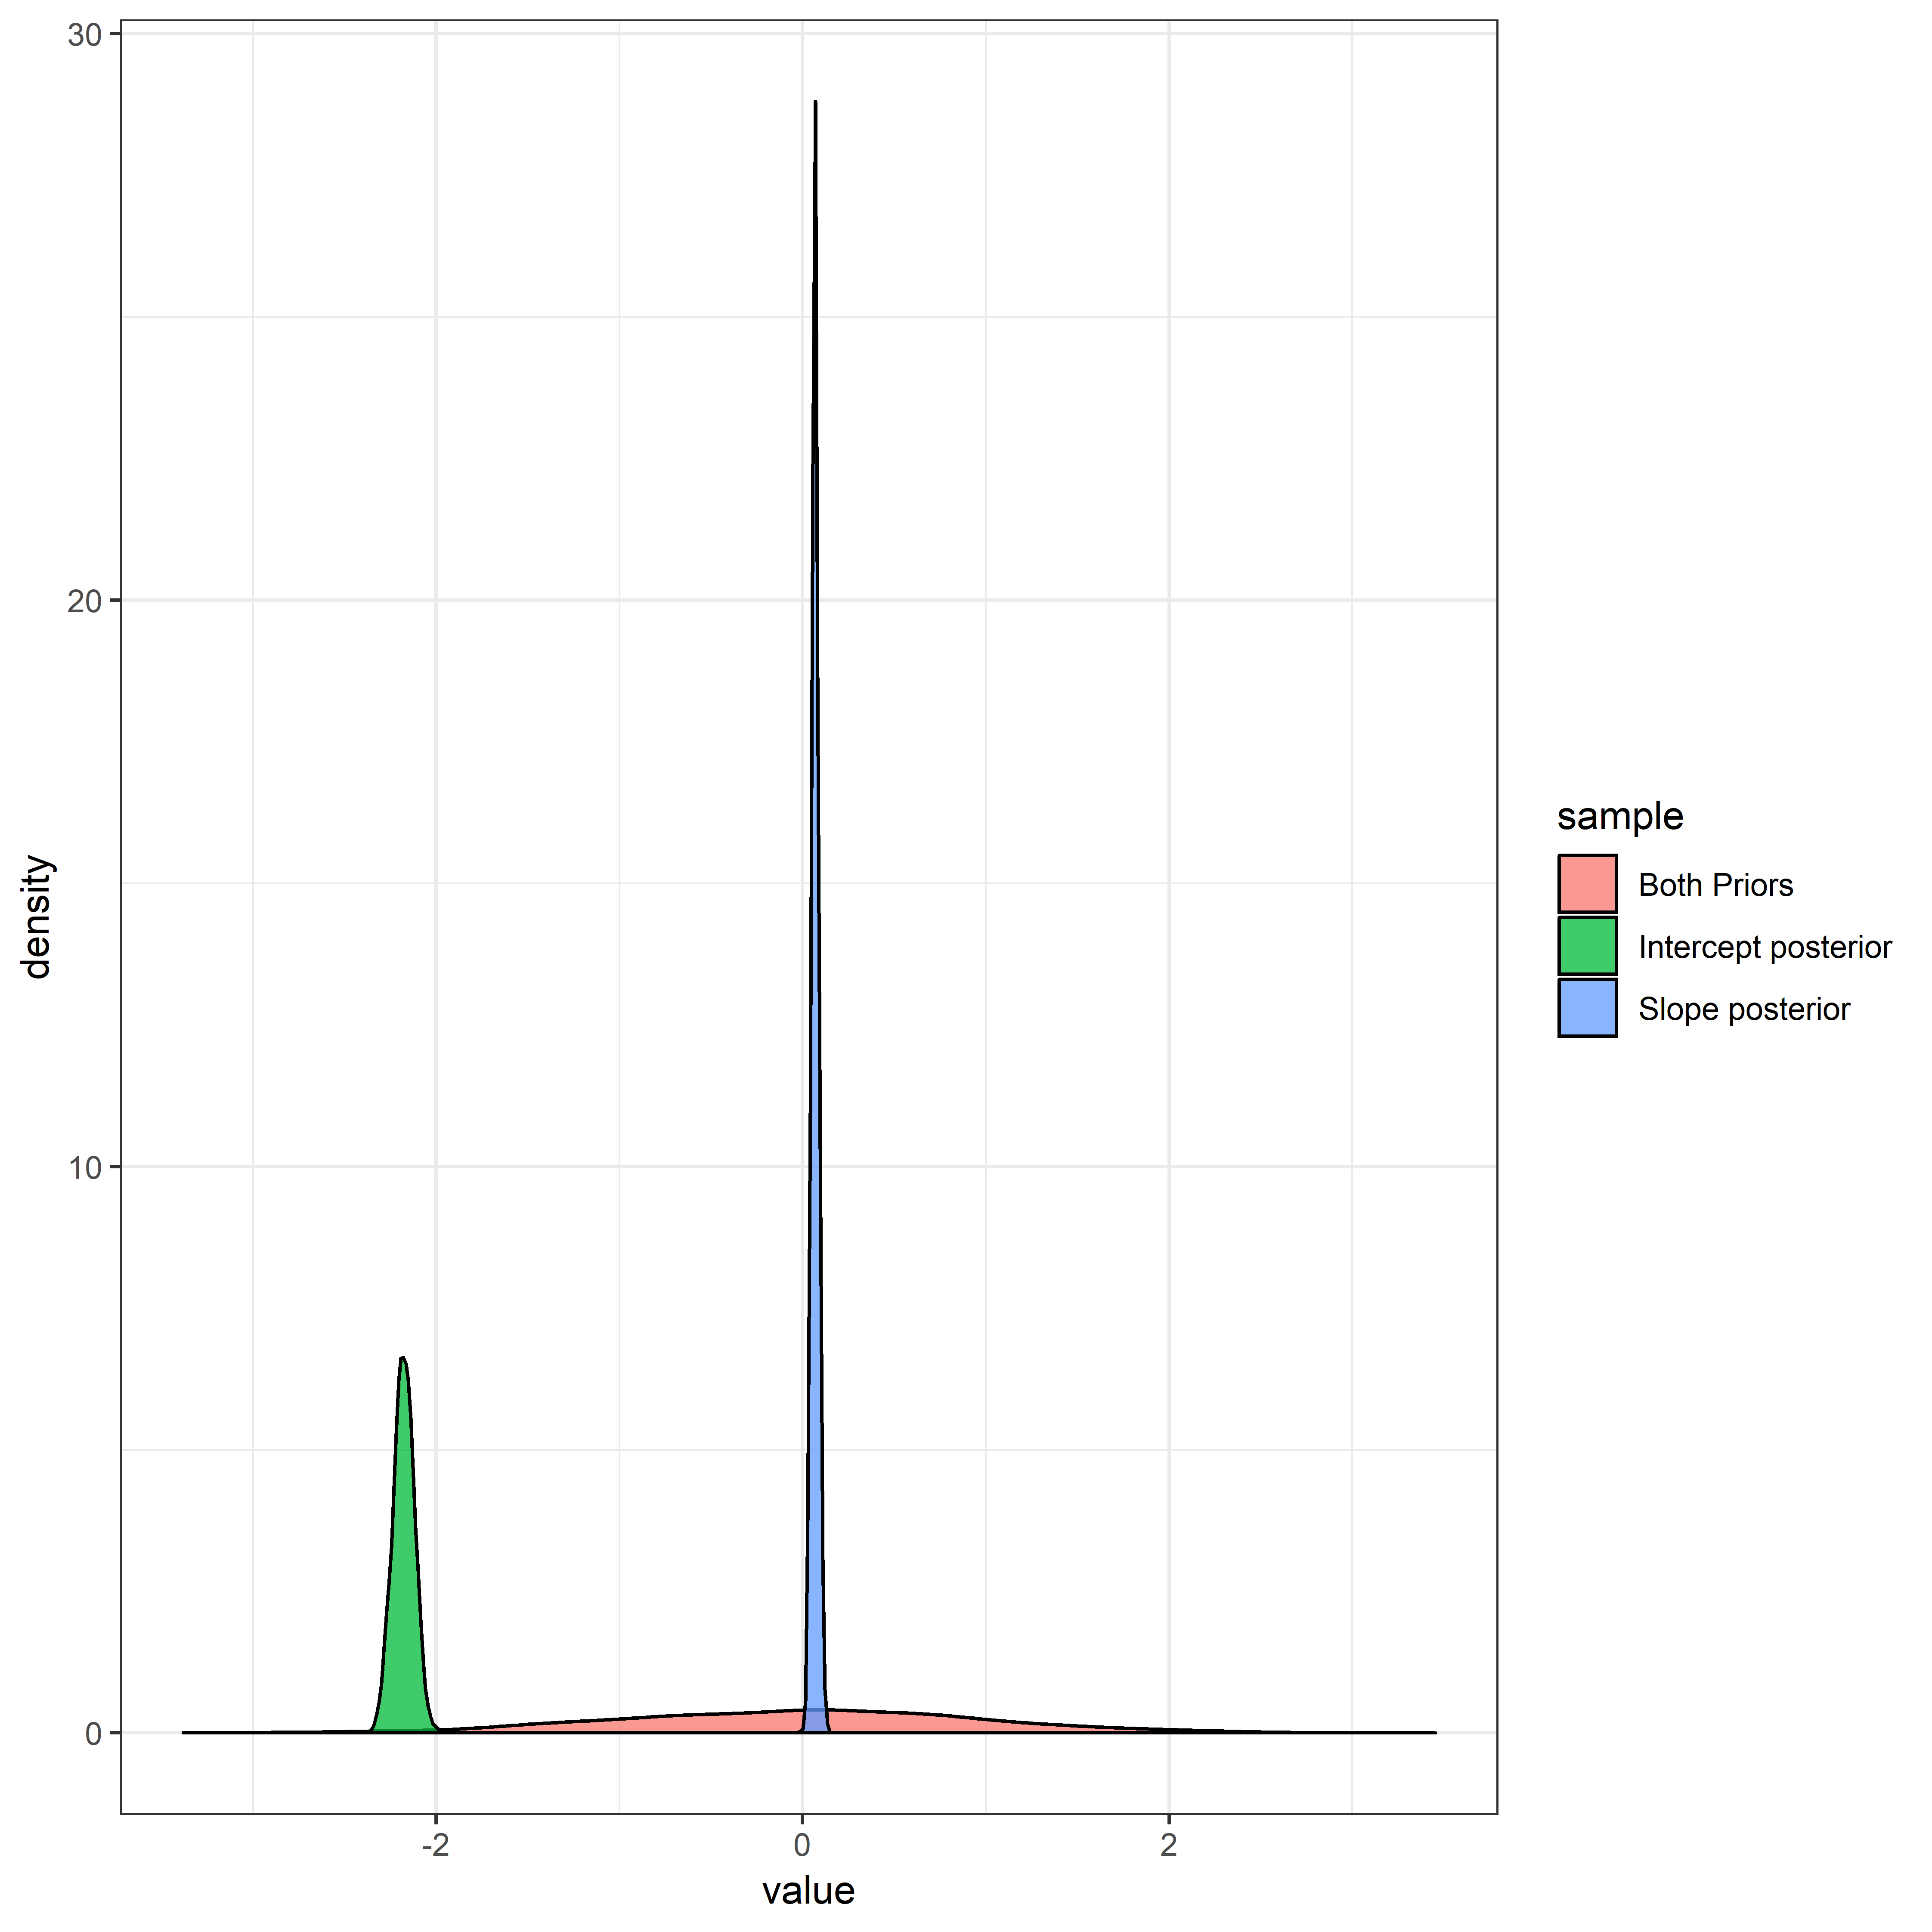 30
20
10
0
density
-2
0
2
value
sample
Both Priors
Intercept posterior
Slope posterior